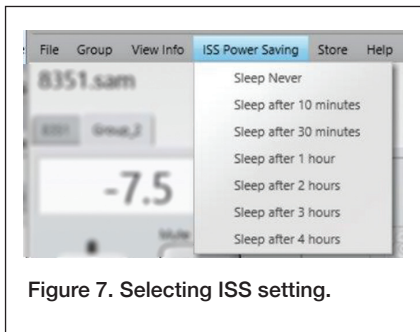 File Group View Info ISS Power Saving Store Help
8351.sam
Sleep Never
Sleep after 10 minutes
8351 Group_2
Sleep after 30 minutes
Sleep after 1 hour
-7.5
Sleep after 2 hours
Sleep after 3 hours
Mute
Sleep after 4 hours
Figure 7. Selecting ISS setting.